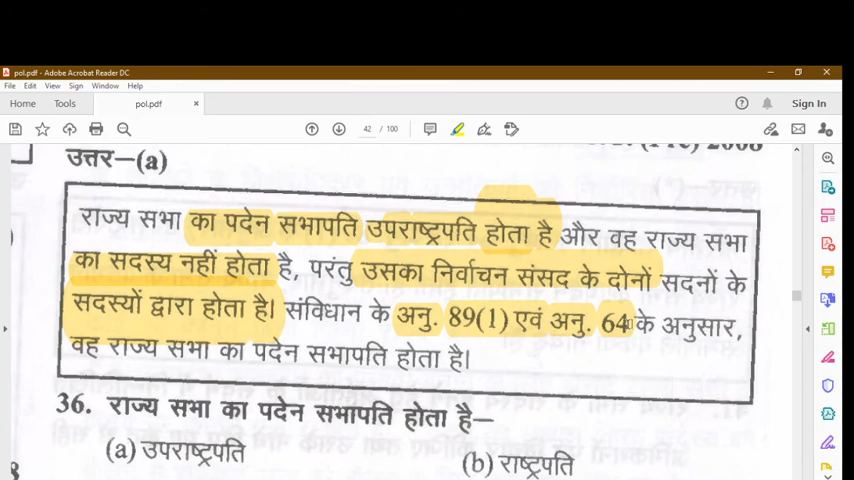 pol.pdf - Adobe Acrobat Reader DC
File Edit View Sign Window Help
Home Tools pol.pdf × Sign In
42 / 100
उत्तर–(a) (Pre) 2008
राज्य सभा का पदेन सभापति उपराष्ट्रपति होता है और वह राज्य सभा
का सदस्य नहीं होता है, परंतु उसका निर्वाचन संसद के दोनों सदनों के
सदस्यों द्वारा होता है। संविधान के अनु. 89(1) एवं अनु. 64 के अनुसार,
वह राज्य सभा का पदेन सभापति होता है।
36. राज्य सभा का पदेन सभापति होता है–
(a) उपराष्ट्रपति (b) राष्ट्रपति